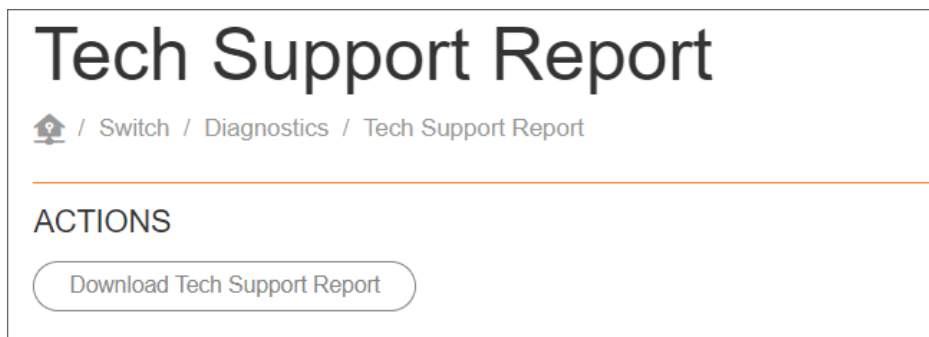 Tech Support Report
/ Switch / Diagnostics / Tech Support Report
ACTIONS
Download Tech Support Report